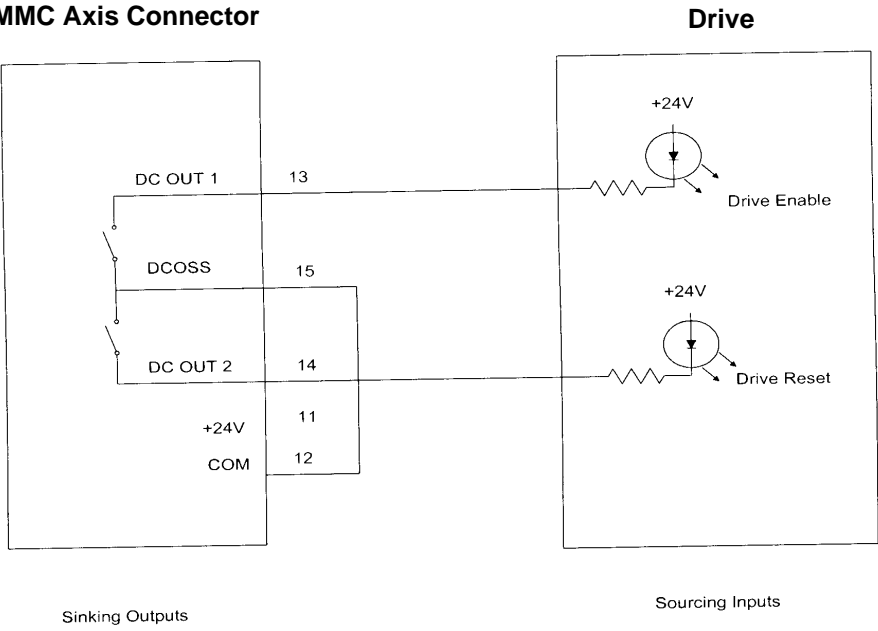 MMC Axis Connector
Drive
+24V
DC OUT 1
13
Drive Enable
DCOSS
15
+24V
DC OUT 2
14
Drive Reset
+24V
11
COM
12
Sinking Outputs
Sourcing Inputs